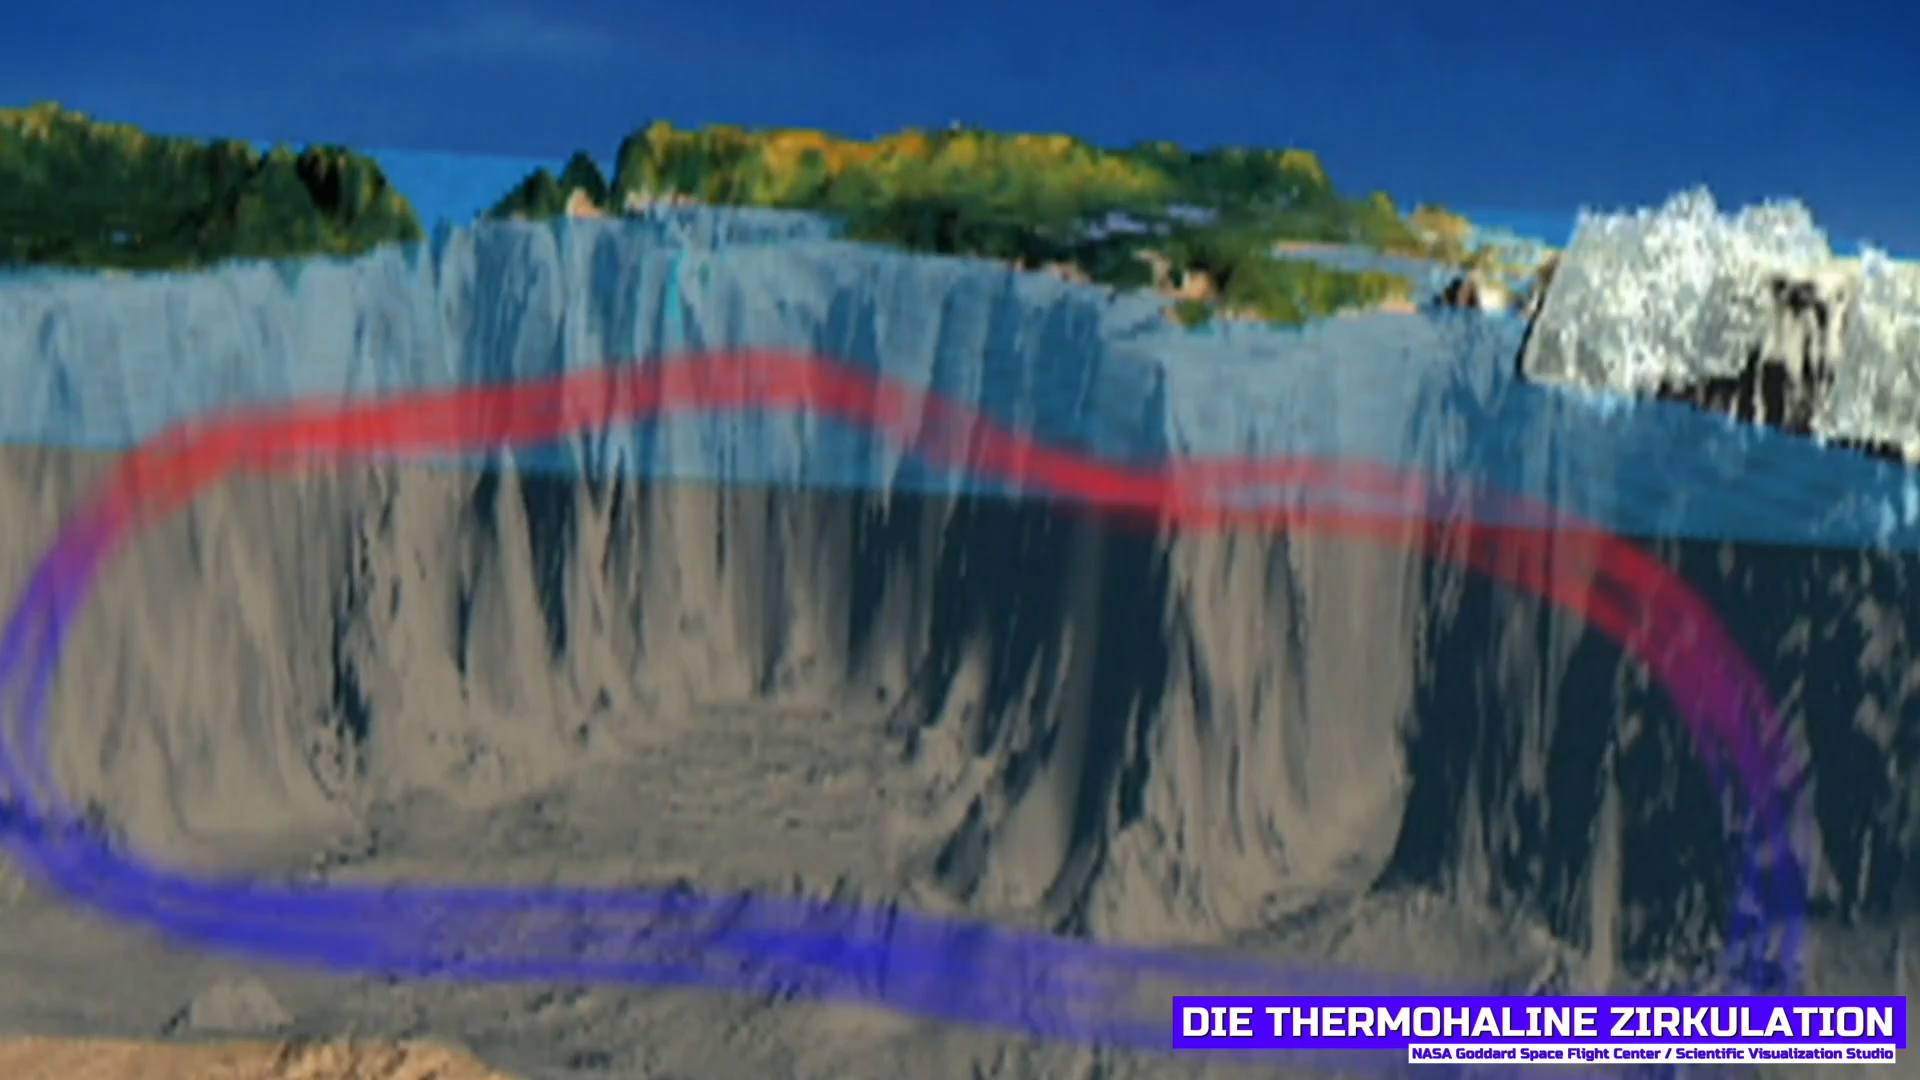 DIE THERMOHALINE ZIRKULATION
NASA Goddard Space Flight Center / Scientific Visualization Studio